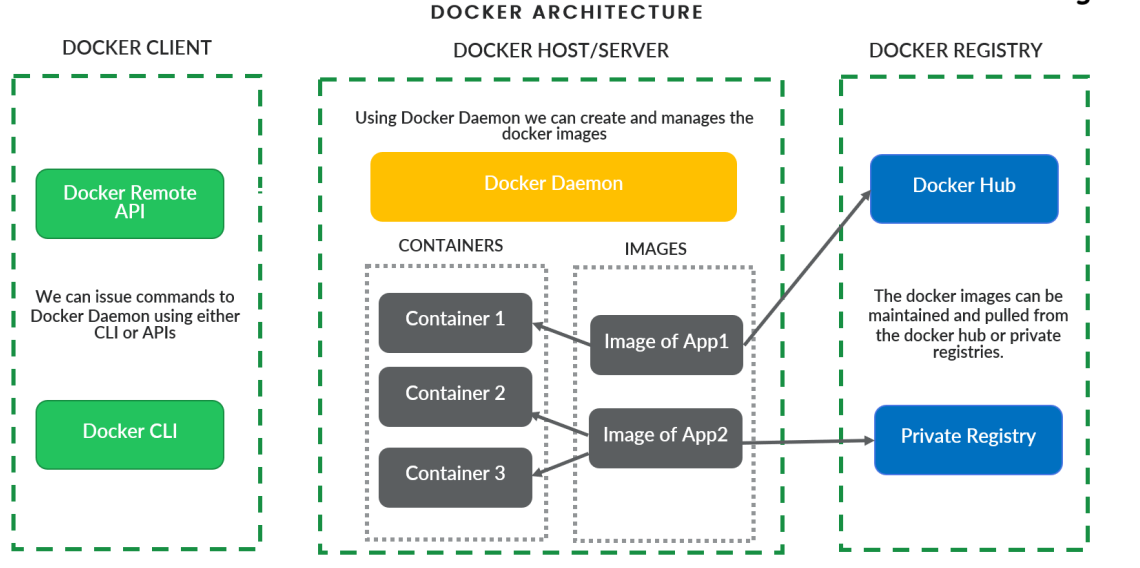 DOCKER ARCHITECTURE
DOCKER CLIENT
Docker Remote
API
We can issue commands to
Docker Daemon using either
CLI or APIs
Docker CLI
DOCKER HOST/SERVER
Using Docker Daemon we can create and manages the
docker images
Docker Daemon
CONTAINERS
Container 1
Container 2
Container 3
IMAGES
Image of App1
Image of App2
DOCKER REGISTRY
Docker Hub
The docker images can be
maintained and pulled from
the docker hub or private
registries.
Private Registry